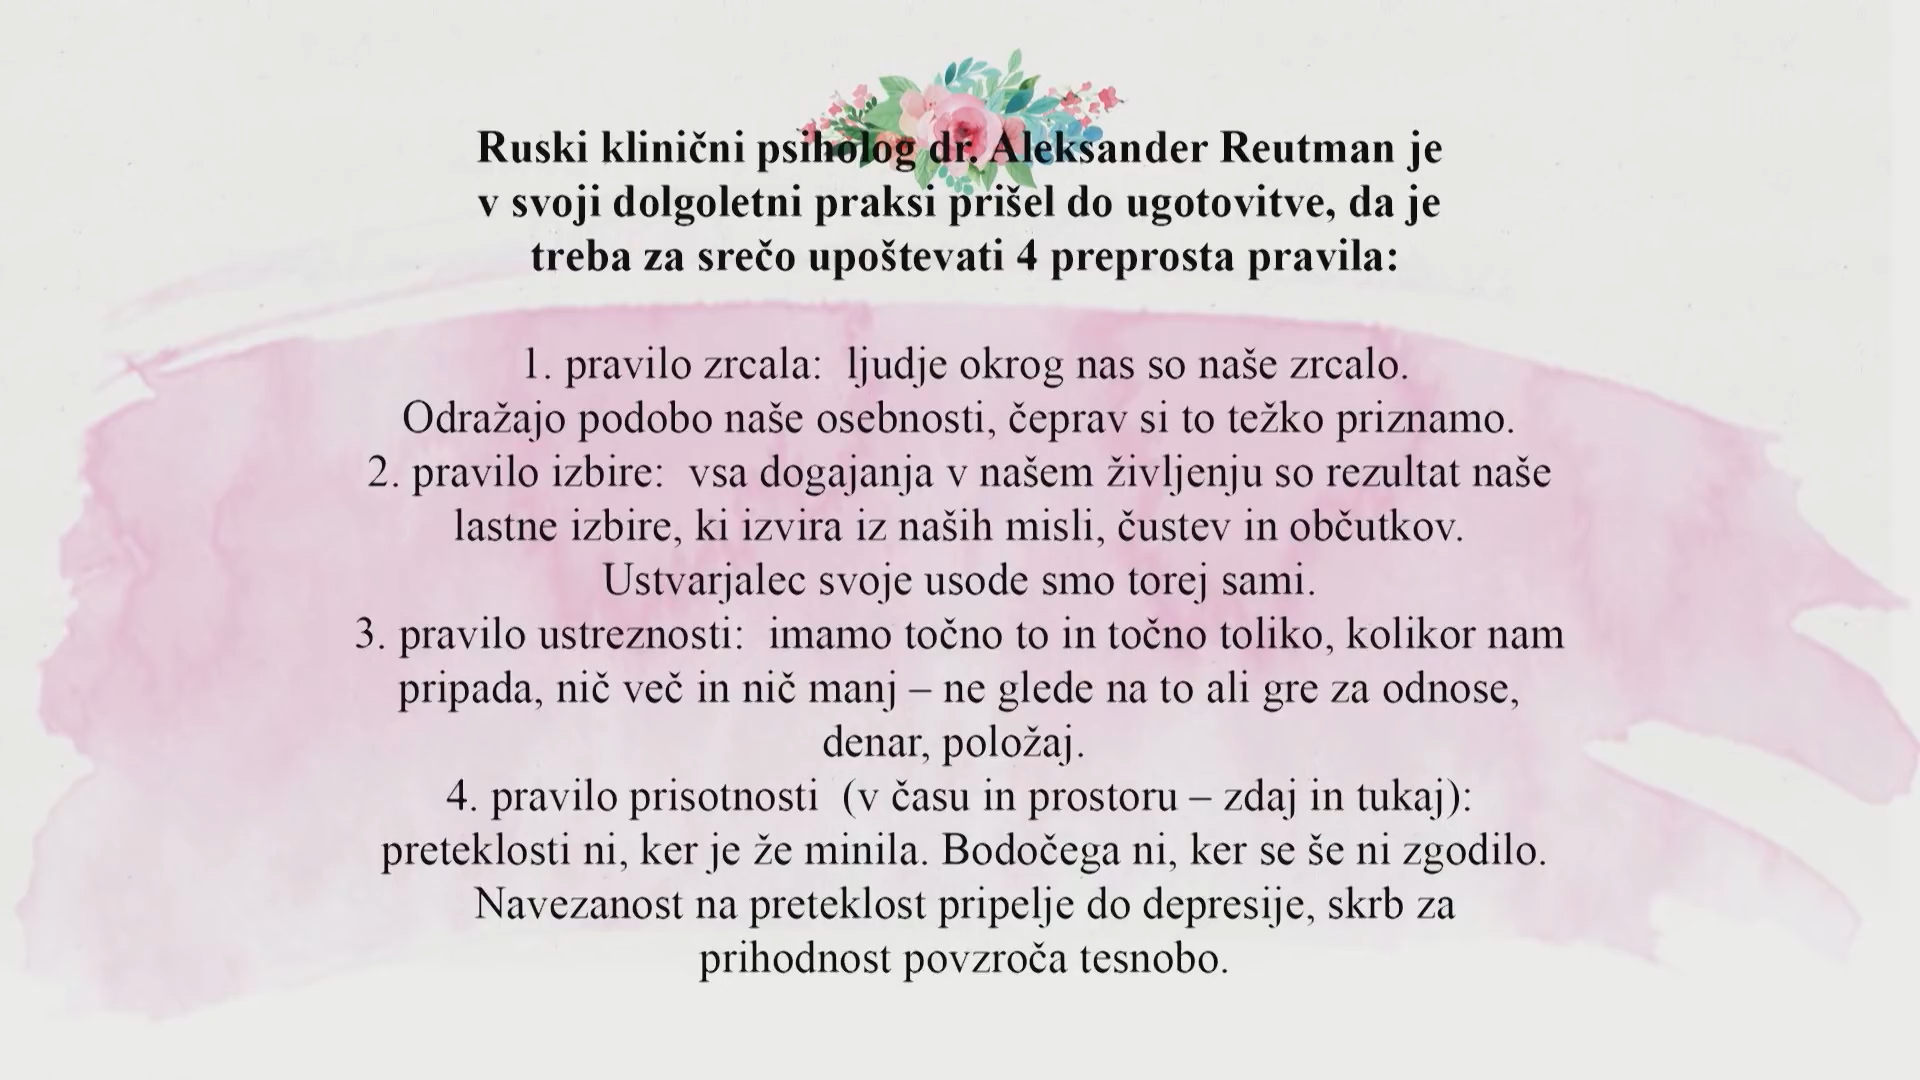 Ruski klinični psiholog dr. Aleksander Reutman je
v svoji dolgoletni praksi prišel do ugotovitve, da je
treba za srečo upoštevati 4 preprosta pravila:
1. pravilo zrcala:  ljudje okrog nas so naše zrcalo.
Odražajo podobo naše osebnosti, čeprav si to težko priznamo.
2. pravilo izbire:  vsa dogajanja v našem življenju so rezultat naše
lastne izbire, ki izvira iz naših misli, čustev in občutkov.
Ustvarjalec svoje usode smo torej sami.
3. pravilo ustreznosti:  imamo točno to in točno toliko, kolikor nam
pripada, nič več in nič manj – ne glede na to ali gre za odnose,
denar, položaj.
4. pravilo prisotnosti  (v času in prostoru – zdaj in tukaj):
preteklosti ni, ker je že minila. Bodočega ni, ker se še ni zgodilo.
Navezanost na preteklost pripelje do depresije, skrb za
prihodnost povzroča tesnobo.